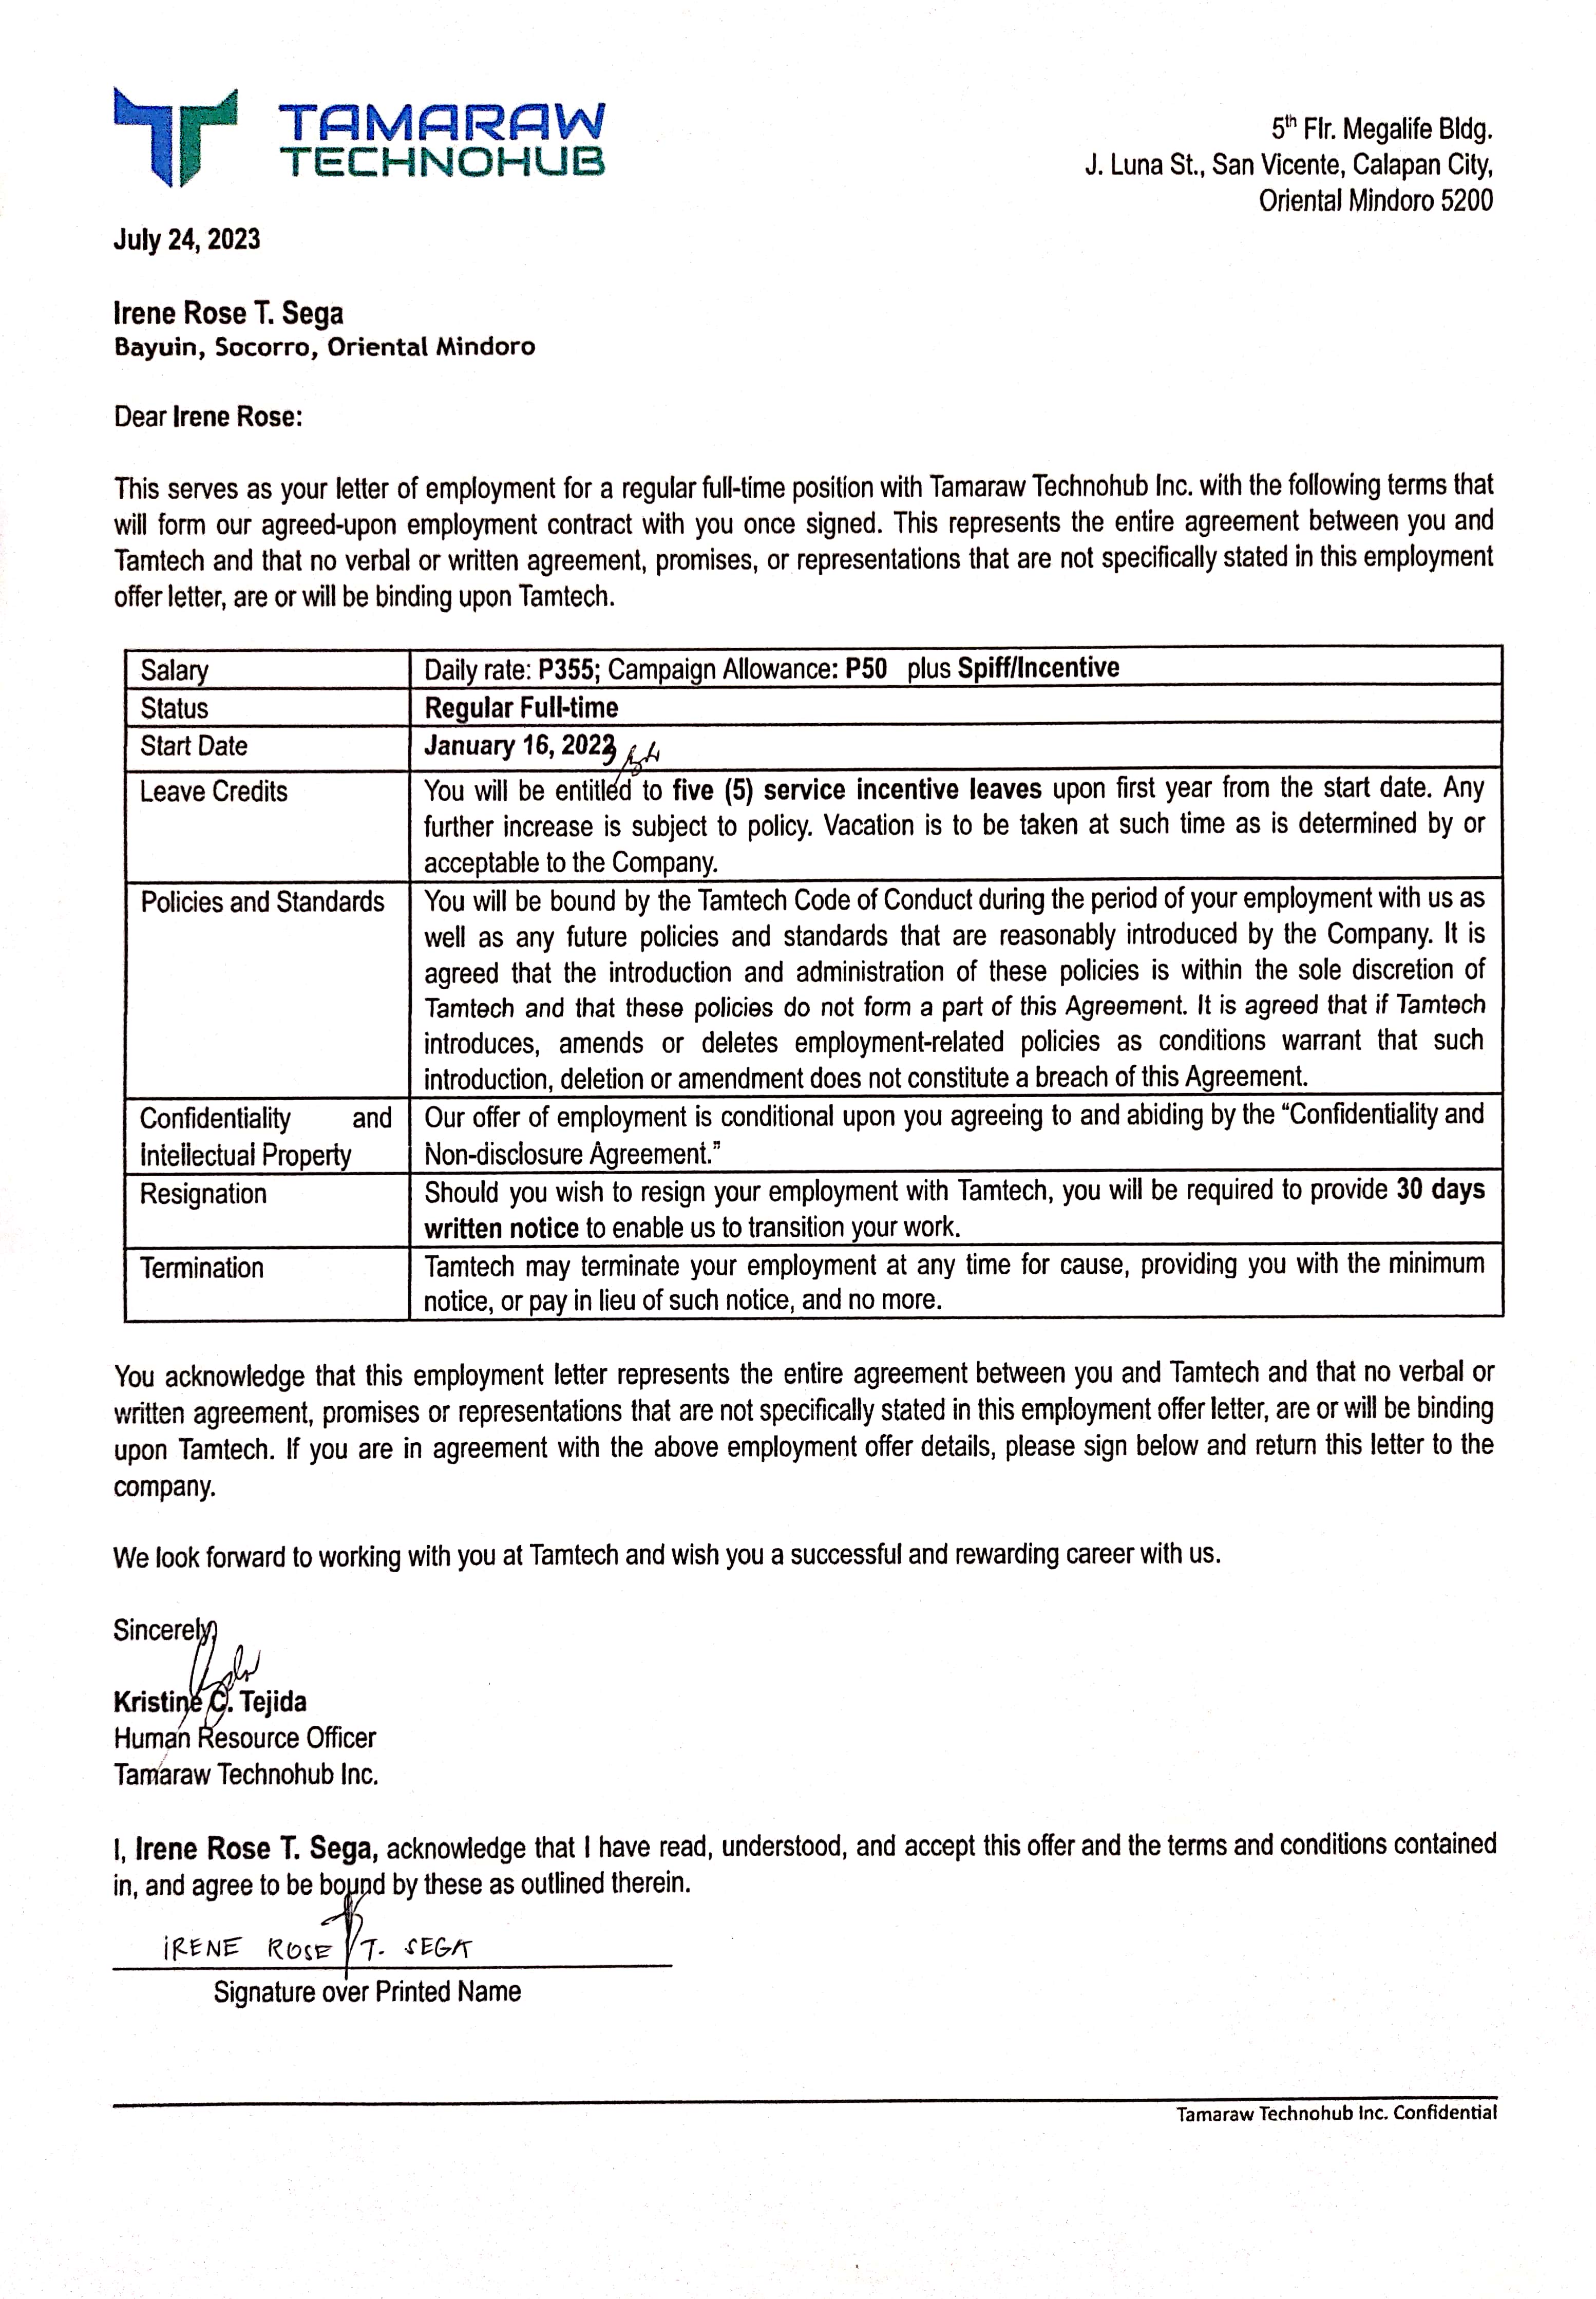 TAMARAW
TECHNOHUB
5th Flr. Megalife Bldg.
J. Luna St., San Vicente, Calapan City,
Oriental Mindoro 5200
July 24, 2023
Irene Rose T. Sega
Bayuin, Socorro, Oriental Mindoro
Dear Irene Rose:
This serves as your letter of employment for a regular full-time position with Tamaraw Technohub Inc. with the following terms that
will form our agreed-upon employment contract with you once signed. This represents the entire agreement between you and
Tamtech and that no verbal or written agreement, promises, or representations that are not specifically stated in this employment
offer letter, are or will be binding upon Tamtech.
Salary Daily rate: P355; Campaign Allowance: P50 plus Spiff/Incentive
Status Regular Full-time
Start Date January 16, 2023
Leave Credits You will be entitled to five (5) service incentive leaves upon first year from the start date. Any
further increase is subject to policy. Vacation is to be taken at such time as is determined by or
acceptable to the Company.
Policies and Standards You will be bound by the Tamtech Code of Conduct during the period of your employment with us as
well as any future policies and standards that are reasonably introduced by the Company. It is
agreed that the introduction and administration of these policies is within the sole discretion of
Tamtech and that these policies do not form a part of this Agreement. It is agreed that if Tamtech
introduces, amends or deletes employment-related policies as conditions warrant that such
introduction, deletion or amendment does not constitute a breach of this Agreement.
Confidentiality and Our offer of employment is conditional upon you agreeing to and abiding by the “Confidentiality and
Intellectual Property Non-disclosure Agreement.”
Resignation Should you wish to resign your employment with Tamtech, you will be required to provide 30 days
written notice to enable us to transition your work.
Termination Tamtech may terminate your employment at any time for cause, providing you with the minimum
notice, or pay in lieu of such notice, and no more.
You acknowledge that this employment letter represents the entire agreement between you and Tamtech and that no verbal or
written agreement, promises or representations that are not specifically stated in this employment offer letter, are or will be binding
upon Tamtech. If you are in agreement with the above employment offer details, please sign below and return this letter to the
company.
We look forward to working with you at Tamtech and wish you a successful and rewarding career with us.
Sincerely,
Kristine C. Tejida
Human Resource Officer
Tamaraw Technohub Inc.
I, Irene Rose T. Sega, acknowledge that I have read, understood, and accept this offer and the terms and conditions contained
in, and agree to be bound by these as outlined therein.
IRENE ROSE T. SEGA
Signature over Printed Name
Tamaraw Technohub Inc. Confidential